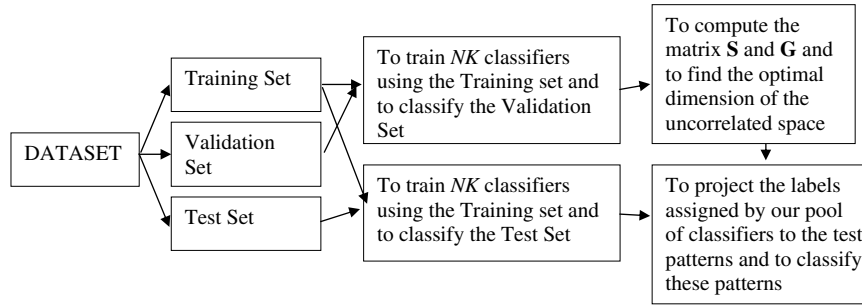 DATASET
Training Set
Validation
Set
Test Set
To train NK classifiers
using the Training set and
to classify the Validation
Set
To train NK classifiers
using the Training set and
to classify the Test Set
To compute the
matrix S and G and
to find the optimal
dimension of the
uncorrelated space
To project the labels
assigned by our pool
of classifiers to the test
patterns and to classify
these patterns